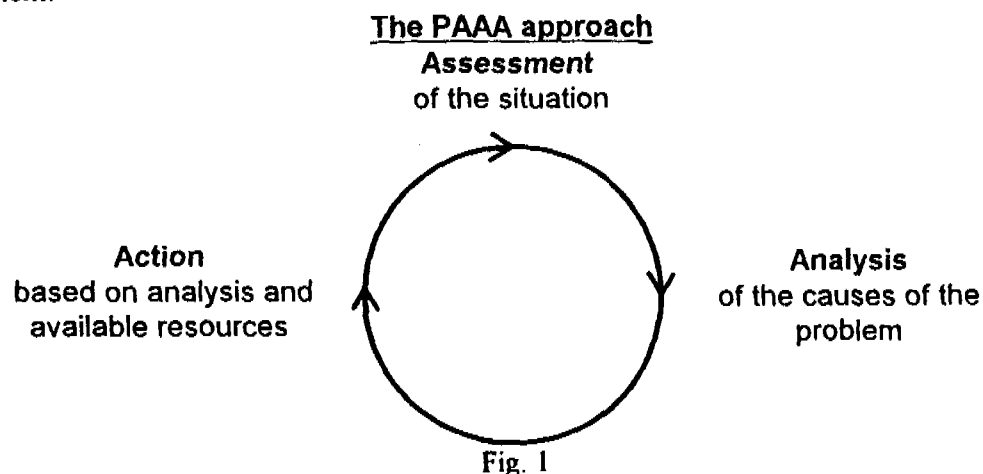 The PAAA approach
Assessment
of the situation
Action
based on analysis and
available resources
Analysis
of the causes of the
problem
Fig. 1